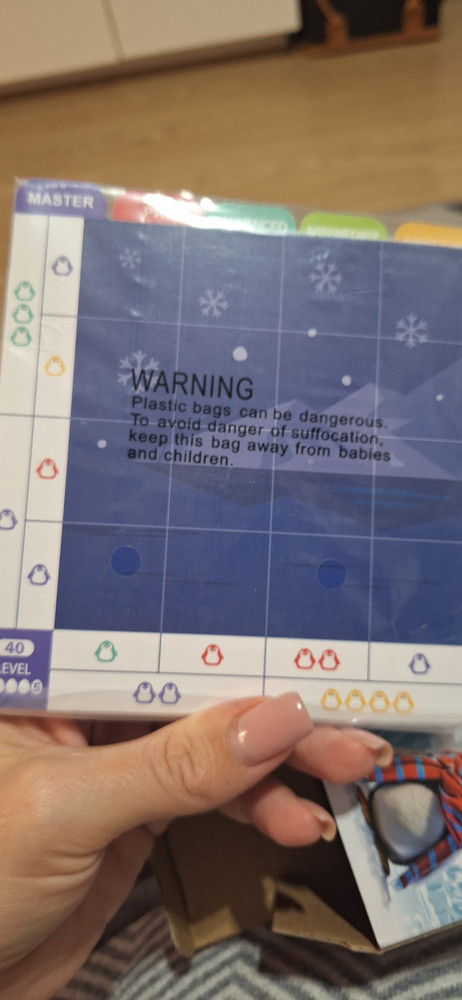 MASTER
WARNING
Plastic bags can be dangerous.
To avoid danger of suffocation,
keep this bag away from babies
and children.
40
LEVEL
5